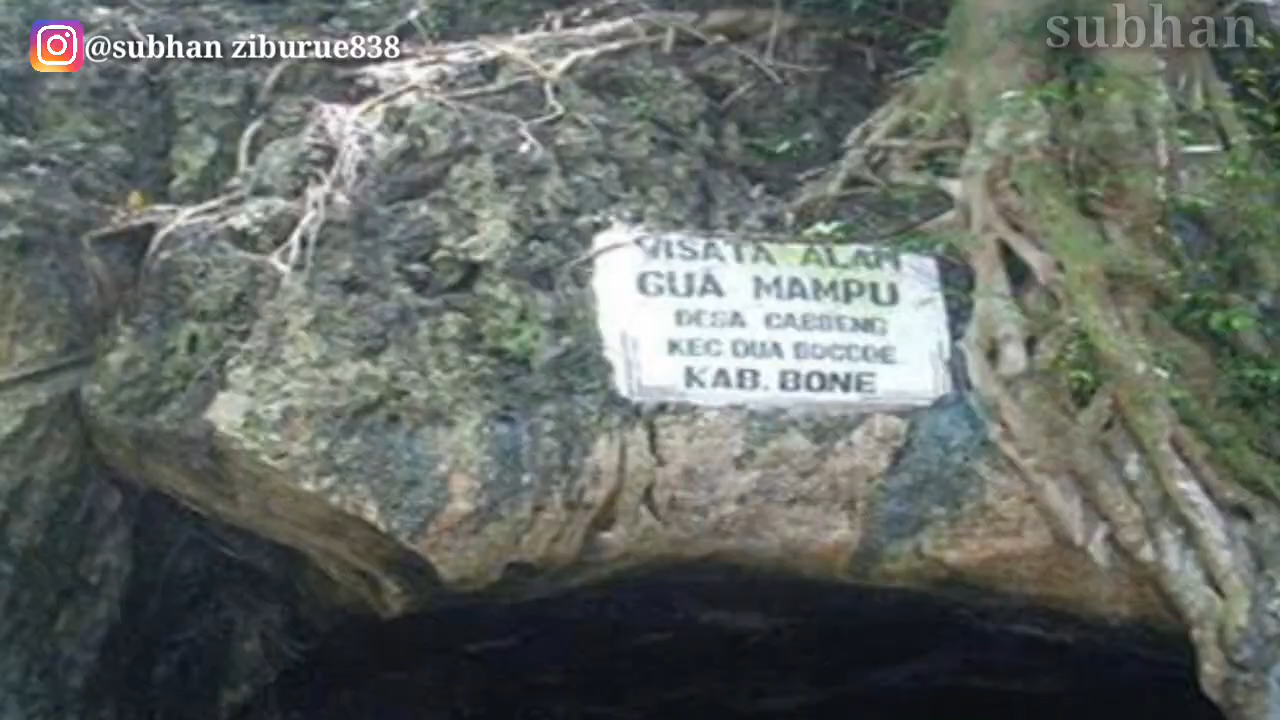 @subhan ziburue838
subhan
WISATA ALAM
GUA MAMPU
DESA CABBENG
KEC DUA BOCCOE
KAB. BONE